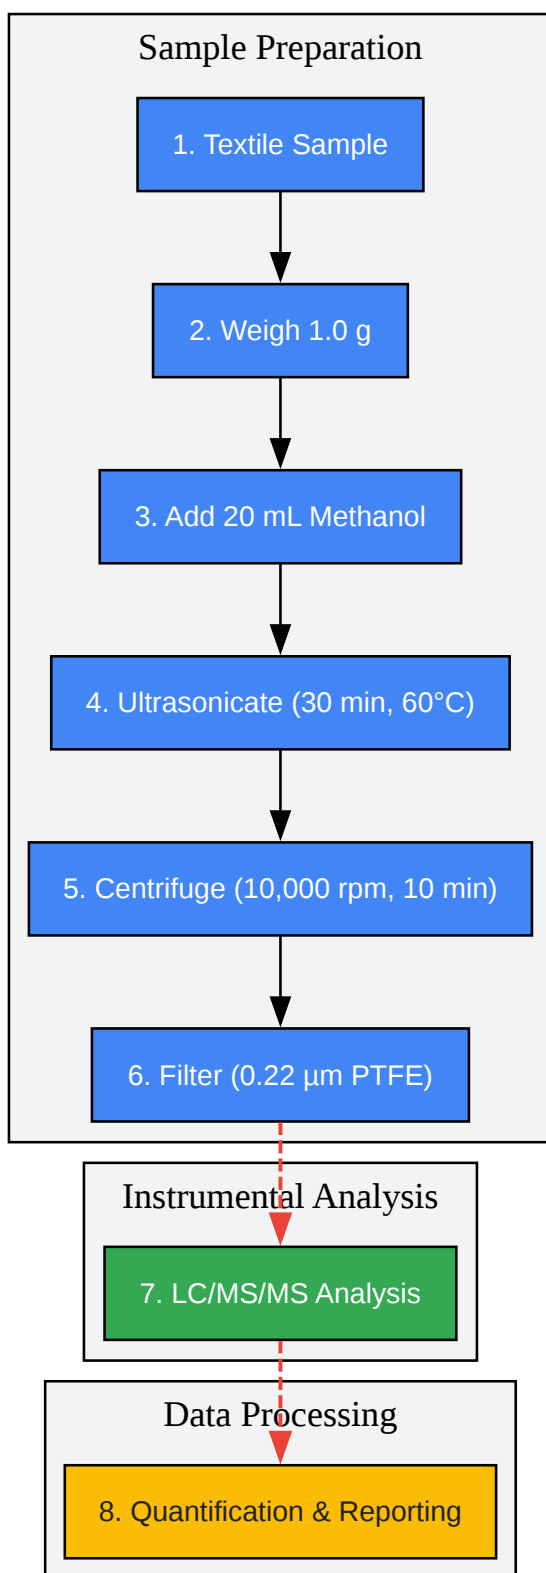 Sample Preparation
1. Textile Sample
2. Weigh 1.0 g
3. Add 20 mL Methanol
4. Ultrasonicate (30 min, 60°C)
5. Centrifuge (10,000 rpm, 10 min)
6. Filter (0.22 µm PTFE)
Instrumental Analysis
7. LC/MS/MS Analysis
Data Processing
8. Quantification & Reporting